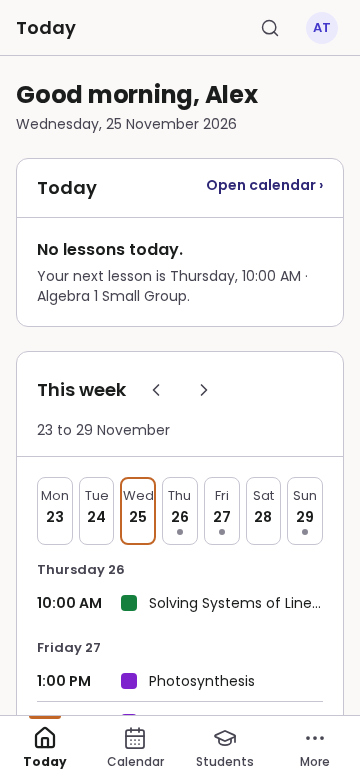 Today
AT
Good morning, Alex
Wednesday, 25 November 2026
Today
Open calendar ›
No lessons today.
Your next lesson is Thursday, 10:00 AM ·
Algebra 1 Small Group.
This week
23 to 29 November
Mon Tue Wed Thu Fri Sat Sun
23 24 25 26 27 28 29
Thursday 26
10:00 AM Solving Systems of Line...
Friday 27
1:00 PM Photosynthesis
Today Calendar Students More